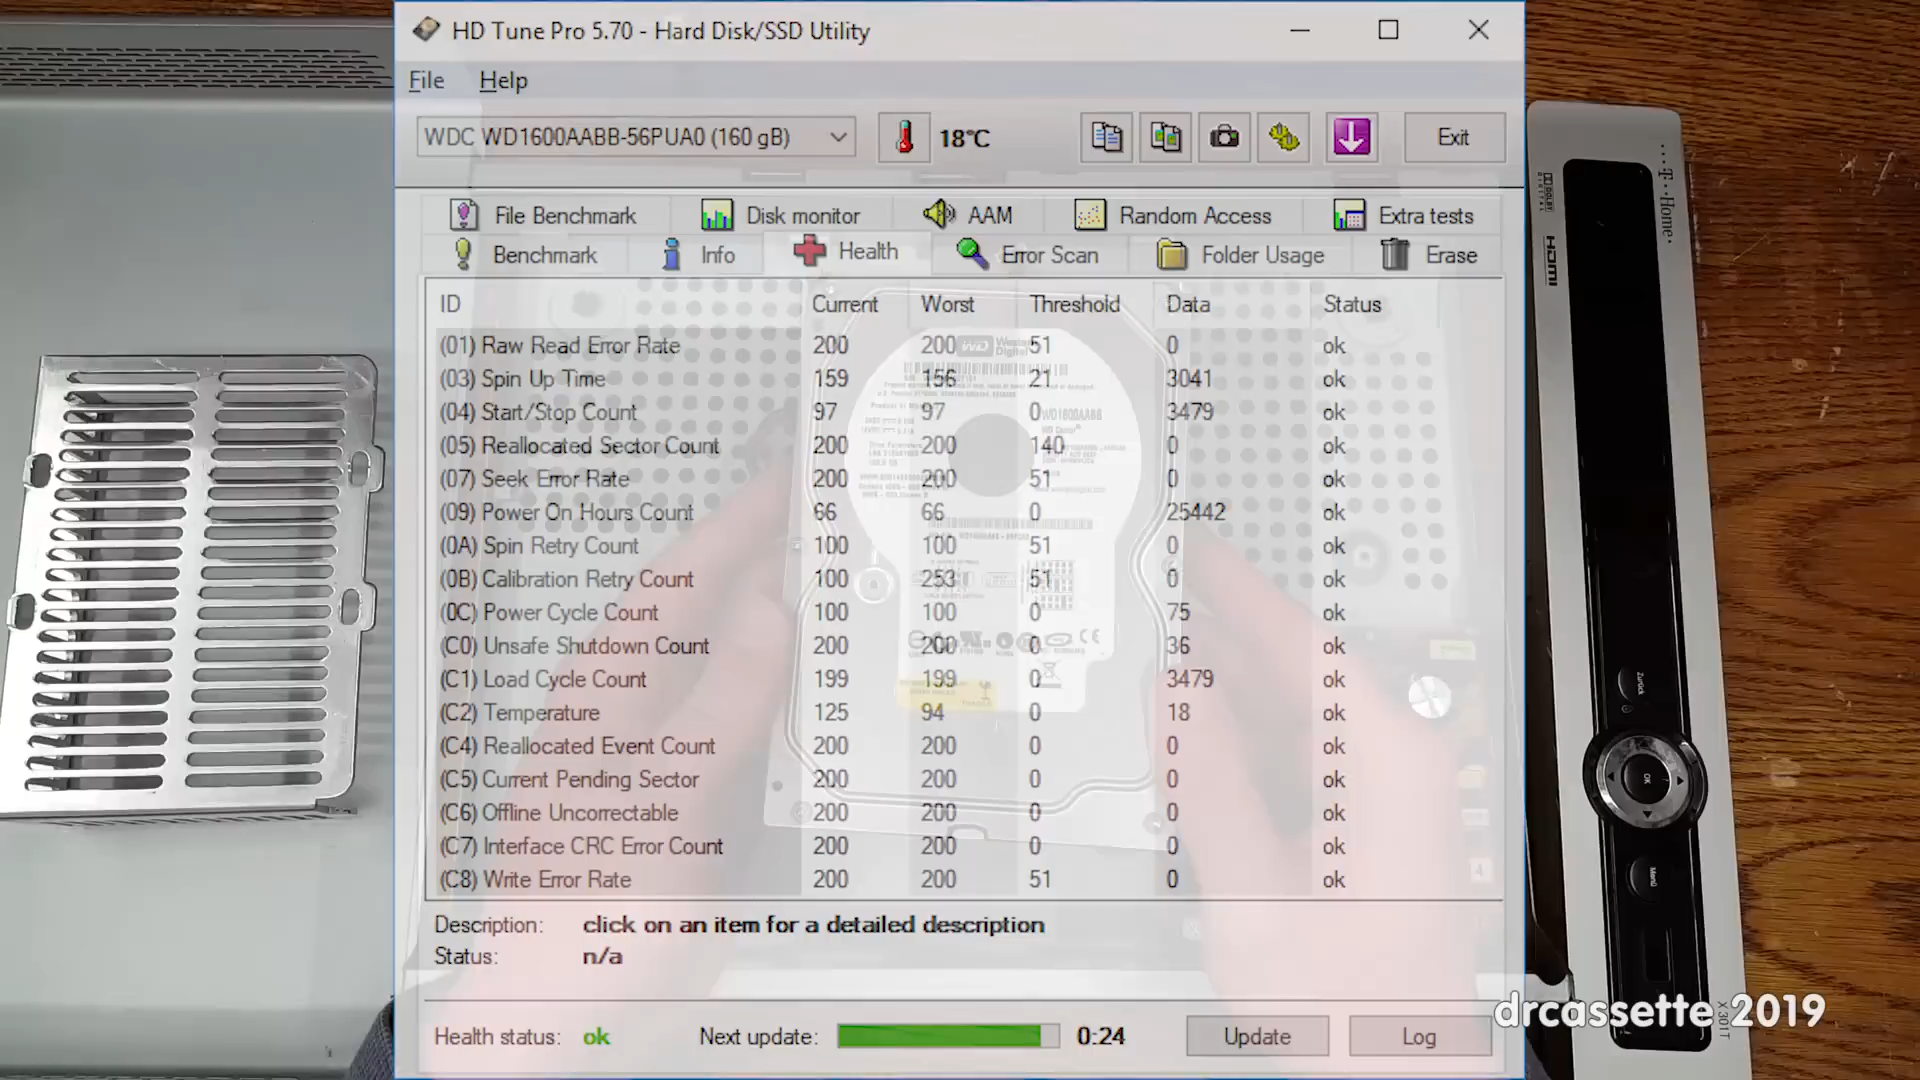 HD Tune Pro 5.70 - Hard Disk/SSD Utility
File Help
WDC WD1600AABB-56PUA0 (160 gB) 18°C Exit
File Benchmark Disk monitor AAM Random Access Extra tests
Benchmark Info Health Error Scan Folder Usage Erase
ID Current Worst Threshold Data Status
(01) Raw Read Error Rate 200 200 51 0 ok
(03) Spin Up Time 159 156 21 3041 ok
(04) Start/Stop Count 97 97 0 3479 ok
(05) Reallocated Sector Count 200 200 140 0 ok
(07) Seek Error Rate 200 200 51 0 ok
(09) Power On Hours Count 66 66 0 25442 ok
(0A) Spin Retry Count 100 100 51 0 ok
(0B) Calibration Retry Count 100 253 51 0 ok
(0C) Power Cycle Count 100 100 0 75 ok
(C0) Unsafe Shutdown Count 200 200 0 36 ok
(C1) Load Cycle Count 199 199 0 3479 ok
(C2) Temperature 125 94 0 18 ok
(C4) Reallocated Event Count 200 200 0 0 ok
(C5) Current Pending Sector 200 200 0 0 ok
(C6) Offline Uncorrectable 200 200 0 0 ok
(C7) Interface CRC Error Count 200 200 0 0 ok
(C8) Write Error Rate 200 200 51 0 ok
Description: click on an item for a detailed description
Status: n/a
Health status: ok Next update: 0:24 Update Log
WD1600AABB
··T··Home·
DOLBY
DIGITAL
HDMI
Zurück
OK
Menü
X301T
4
drcassette 2019